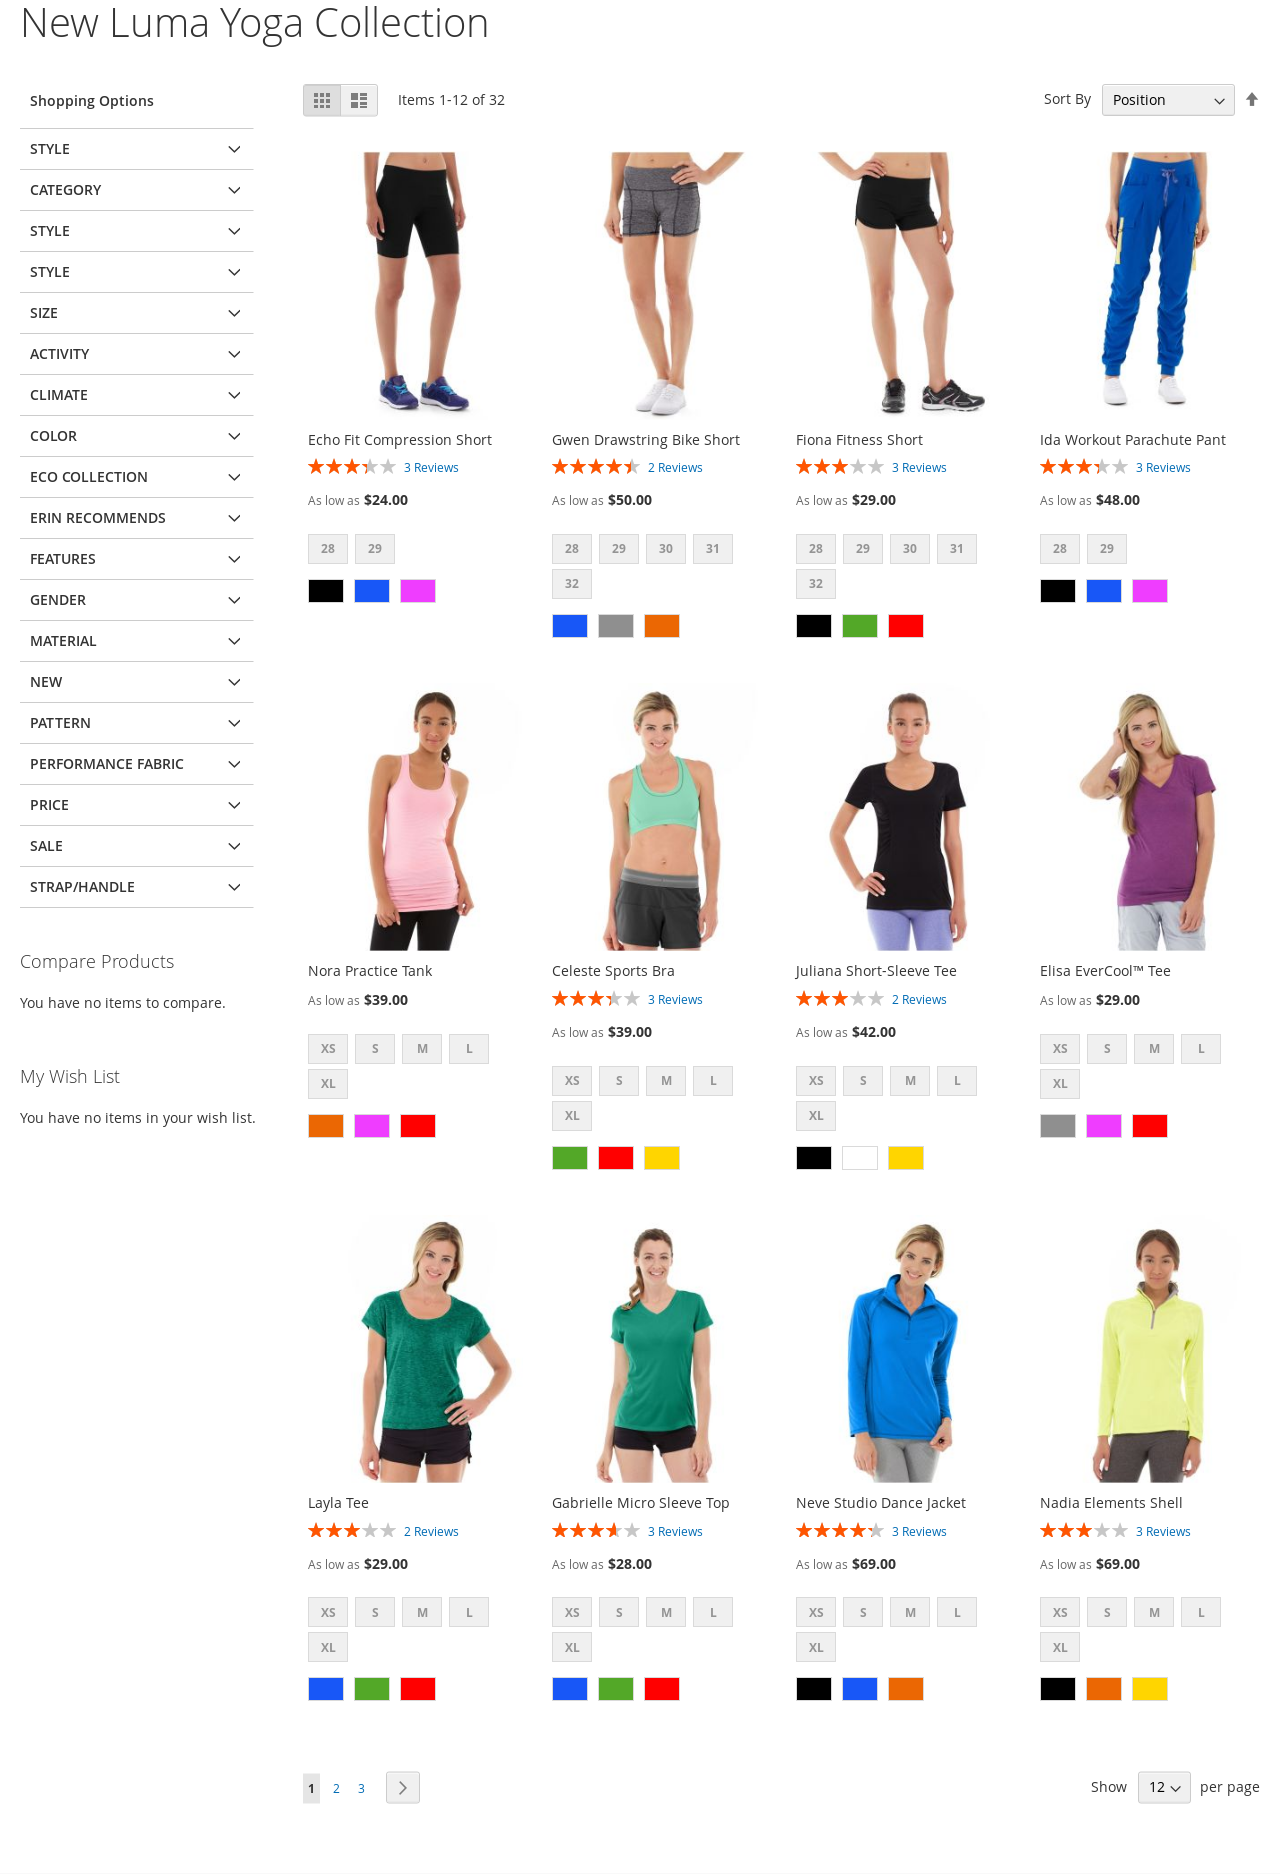 New Luma Yoga Collection
Shopping Options
STYLE
CATEGORY
STYLE
STYLE
SIZE
ACTIVITY
CLIMATE
COLOR
ECO COLLECTION
ERIN RECOMMENDS
FEATURES
GENDER
MATERIAL
NEW
PATTERN
PERFORMANCE FABRIC
PRICE
SALE
STRAP/HANDLE
Compare Products
You have no items to compare.
My Wish List
You have no items in your wish list.
Items 1-12 of 32
Sort By Position
Echo Fit Compression Short
3 Reviews
As low as $24.00
28 29
Gwen Drawstring Bike Short
2 Reviews
As low as $50.00
28 29 30 31
32
Fiona Fitness Short
3 Reviews
As low as $29.00
28 29 30 31
32
Ida Workout Parachute Pant
3 Reviews
As low as $48.00
28 29
Nora Practice Tank
As low as $39.00
XS S M L
XL
Celeste Sports Bra
3 Reviews
As low as $39.00
XS S M L
XL
Juliana Short-Sleeve Tee
2 Reviews
As low as $42.00
XS S M L
XL
Elisa EverCool™ Tee
As low as $29.00
XS S M L
XL
Layla Tee
2 Reviews
As low as $29.00
XS S M L
XL
Gabrielle Micro Sleeve Top
3 Reviews
As low as $28.00
XS S M L
XL
Neve Studio Dance Jacket
3 Reviews
As low as $69.00
XS S M L
XL
Nadia Elements Shell
3 Reviews
As low as $69.00
XS S M L
XL
1 2 3
Show 12 per page